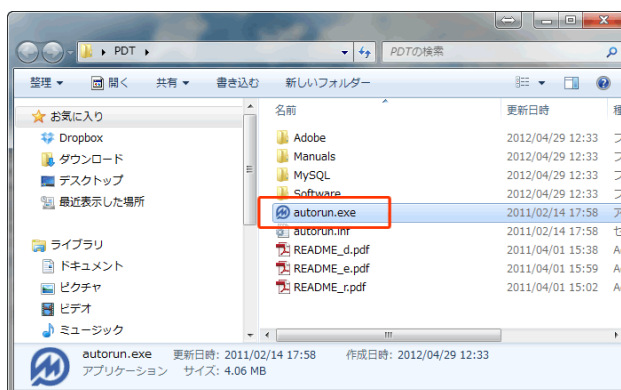 PDT
PDTの検索
整理 開く 共有 書き込む 新しいフォルダー
お気に入り
Dropbox
ダウンロード
デスクトップ
最近表示した場所
ライブラリ
ドキュメント
ピクチャ
ビデオ
ミュージック
名前 更新日時 種
Adobe 2012/04/29 12:33 フ
Manuals 2012/04/29 12:33 フ
MySQL 2012/04/29 12:33 フ
Software 2012/04/29 12:33 フ
autorun.exe 2011/02/14 17:58 ア
autorun.inf 2011/02/14 17:58 セ
README_d.pdf 2011/04/01 15:38 A
README_e.pdf 2011/04/01 15:59 A
README_r.pdf 2011/04/01 15:02 A
autorun.exe 更新日時: 2011/02/14 17:58 作成日時: 2012/04/29 12:33
アプリケーション サイズ: 4.06 MB